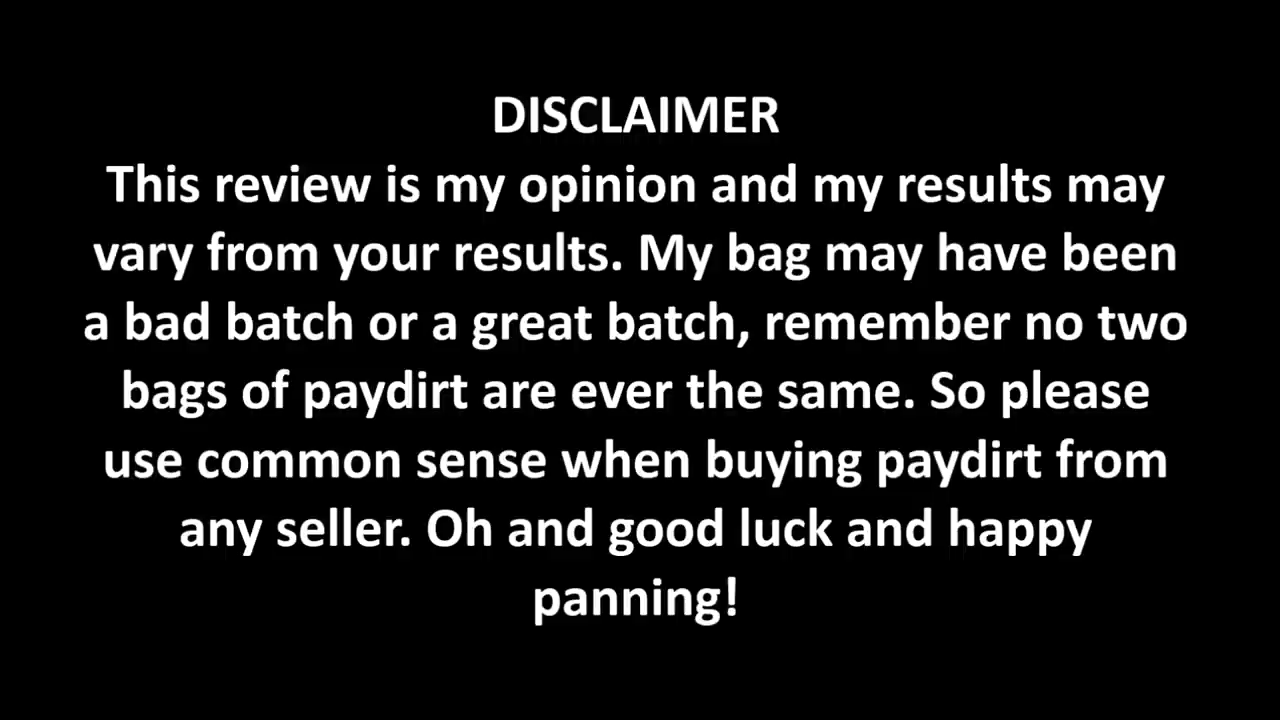 DISCLAIMER
This review is my opinion and my results may
vary from your results. My bag may have been
a bad batch or a great batch, remember no two
bags of paydirt are ever the same. So please
use common sense when buying paydirt from
any seller. Oh and good luck and happy
panning!